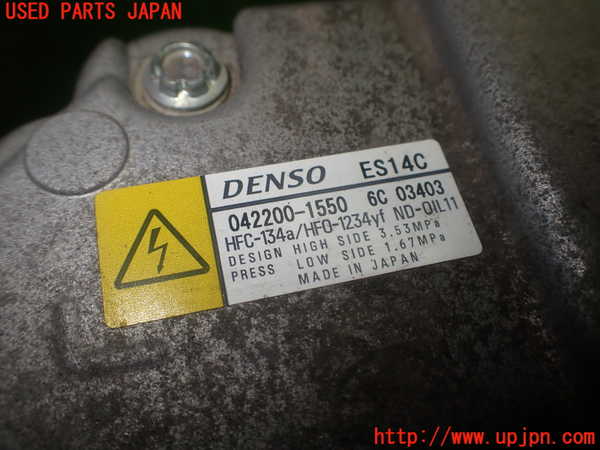 USED PARTS JAPAN
DENSO ES14C
042200-1550 6C 03403
HFC-134a/HFO-1234yf ND-OIL11
DESIGN HIGH SIDE 3.53MPa
PRESS LOW SIDE 1.67MPa
MADE IN JAPAN
http://www.upjpn.com/